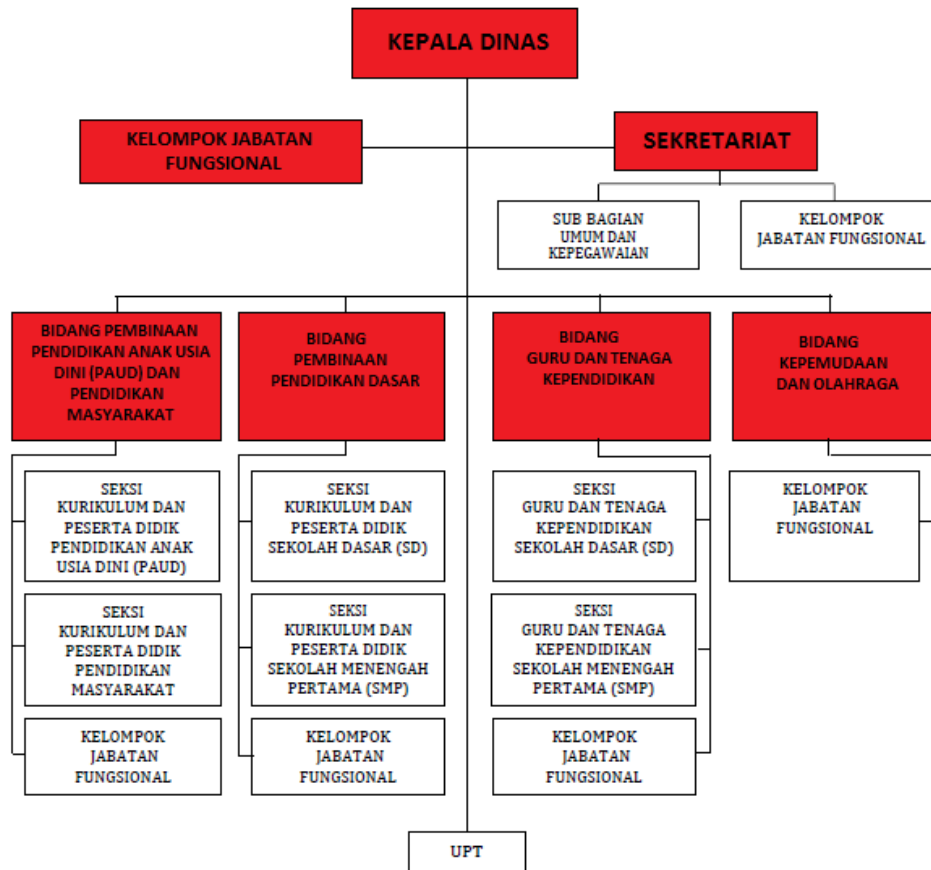 KEPALA DINAS
KELOMPOK JABATAN
FUNGSIONAL
SEKRETARIAT
SUB BAGIAN
UMUM DAN
KEPEGAWAIAN
KELOMPOK
JABATAN FUNGSIONAL
BIDANG PEMBINAAN
PENDIDIKAN ANAK USIA
DINI (PAUD) DAN
PENDIDIKAN
MASYARAKAT
BIDANG
PEMBINAAN
PENDIDIKAN DASAR
BIDANG
GURU DAN TENAGA
KEPENDIDIKAN
BIDANG
KEPEMUDAAN
DAN OLAHRAGA
SEKSI
KURIKULUM DAN
PESERTA DIDIK
PENDIDIKAN ANAK
USIA DINI (PAUD)
SEKSI
KURIKULUM DAN
PESERTA DIDIK
SEKOLAH DASAR (SD)
SEKSI
GURU DAN TENAGA
KEPENDIDIKAN
SEKOLAH DASAR (SD)
KELOMPOK
JABATAN
FUNGSIONAL
SEKSI
KURIKULUM DAN
PESERTA DIDIK
PENDIDIKAN
MASYARAKAT
SEKSI
KURIKULUM DAN
PESERTA DIDIK
SEKOLAH MENENGAH
PERTAMA (SMP)
SEKSI
GURU DAN TENAGA
KEPENDIDIKAN
SEKOLAH MENENGAH
PERTAMA (SMP)
KELOMPOK
JABATAN
FUNGSIONAL
KELOMPOK
JABATAN
FUNGSIONAL
KELOMPOK
JABATAN
FUNGSIONAL
UPT